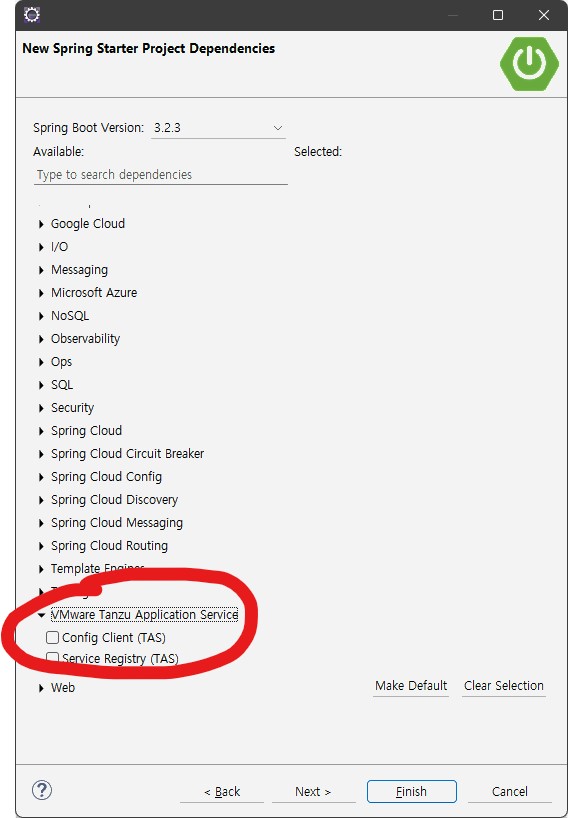 New Spring Starter Project Dependencies
Spring Boot Version: 3.2.3
Available: Selected:
Type to search dependencies
Google Cloud
I/O
Messaging
Microsoft Azure
NoSQL
Observability
Ops
SQL
Security
Spring Cloud
Spring Cloud Circuit Breaker
Spring Cloud Config
Spring Cloud Discovery
Spring Cloud Messaging
Spring Cloud Routing
Template Engines
VMware Tanzu Application Service
Config Client (TAS)
Service Registry (TAS)
Web
Make Default Clear Selection
? < Back Next > Finish Cancel